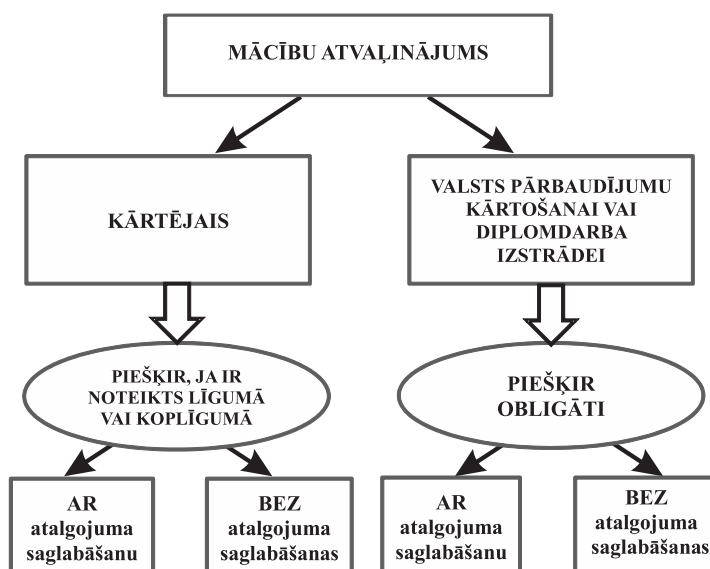 MĀCĪBU ATVAĻINĀJUMS
KĀRTĒJAIS
VALSTS PĀRBAUDĪJUMU
KĀRTOŠANAI VAI
DIPLOMDARBA
IZSTRĀDEI
PIEŠĶIR, JA IR
NOTEIKTS LĪGUMĀ
VAI KOPLĪGUMĀ
PIEŠĶIR
OBLIGĀTI
AR
atalgojuma
saglabāšanu
BEZ
atalgojuma
saglabāšanas
AR
atalgojuma
saglabāšanu
BEZ
atalgojuma
saglabāšanas